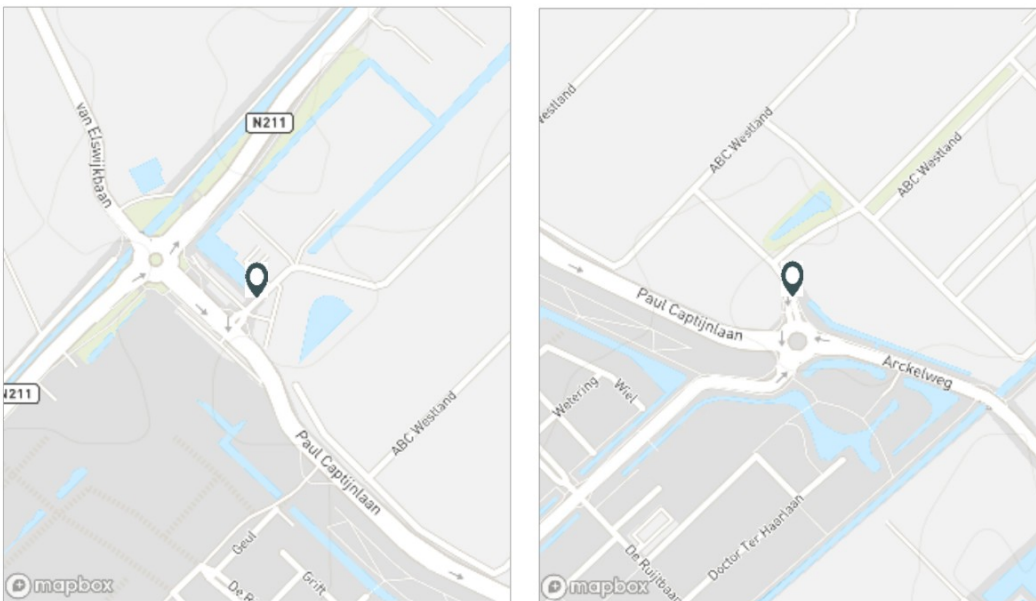 van Elswijkbaan
N211
N211
ABC Westland
Paul Captijnlaan
Geul
Grift
mapbox
Westland
ABC Westland
ABC Westland
Paul Captijnlaan
Arckelweg
Wiel
Wetering
Doctor Ter Haarlaan
De Ruijtbaan
mapbox